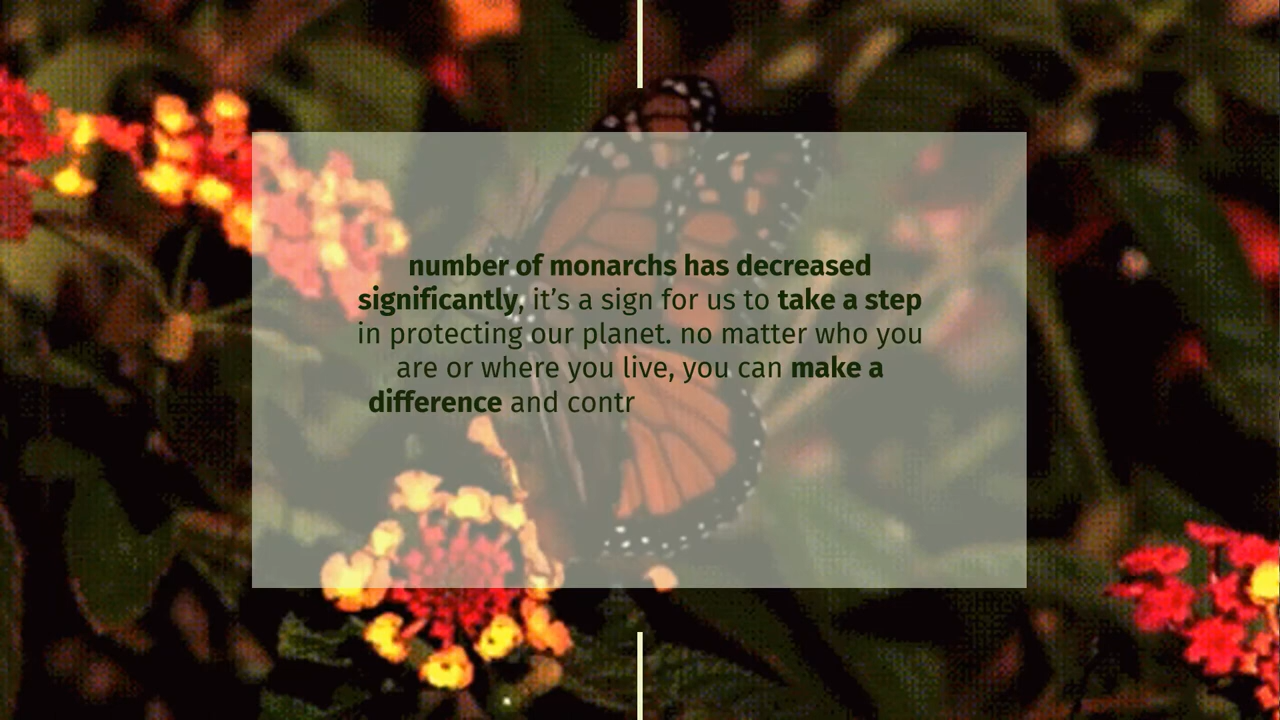 number of monarchs has decreased
significantly, it’s a sign for us to take a step
in protecting our planet. no matter who you
are or where you live, you can make a
difference and contr